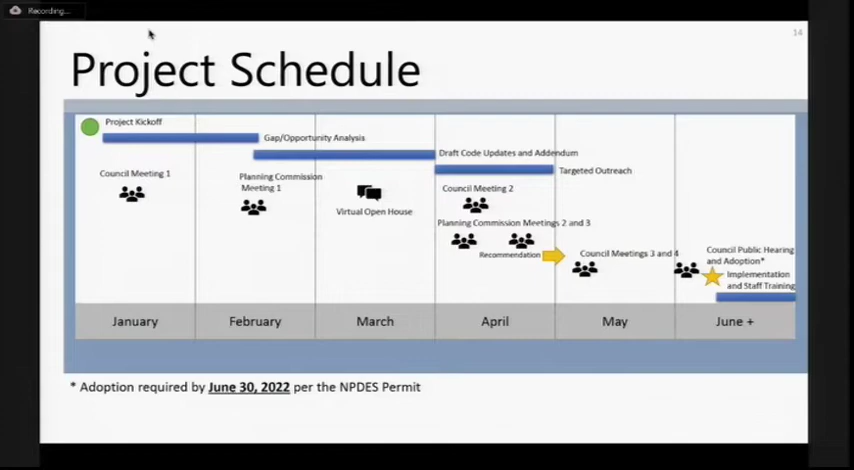 Recording...
14
Project Schedule
Project Kickoff
Gap/Opportunity Analysis
Draft Code Updates and Addendum
Targeted Outreach
Council Meeting 1
Planning Commission
Meeting 1
Virtual Open House
Council Meeting 2
Planning Commission Meetings 2 and 3
Recommendation
Council Meetings 3 and 4
Council Public Hearing
and Adoption*
Implementation
and Staff Training
January
February
March
April
May
June +
* Adoption required by June 30, 2022 per the NPDES Permit